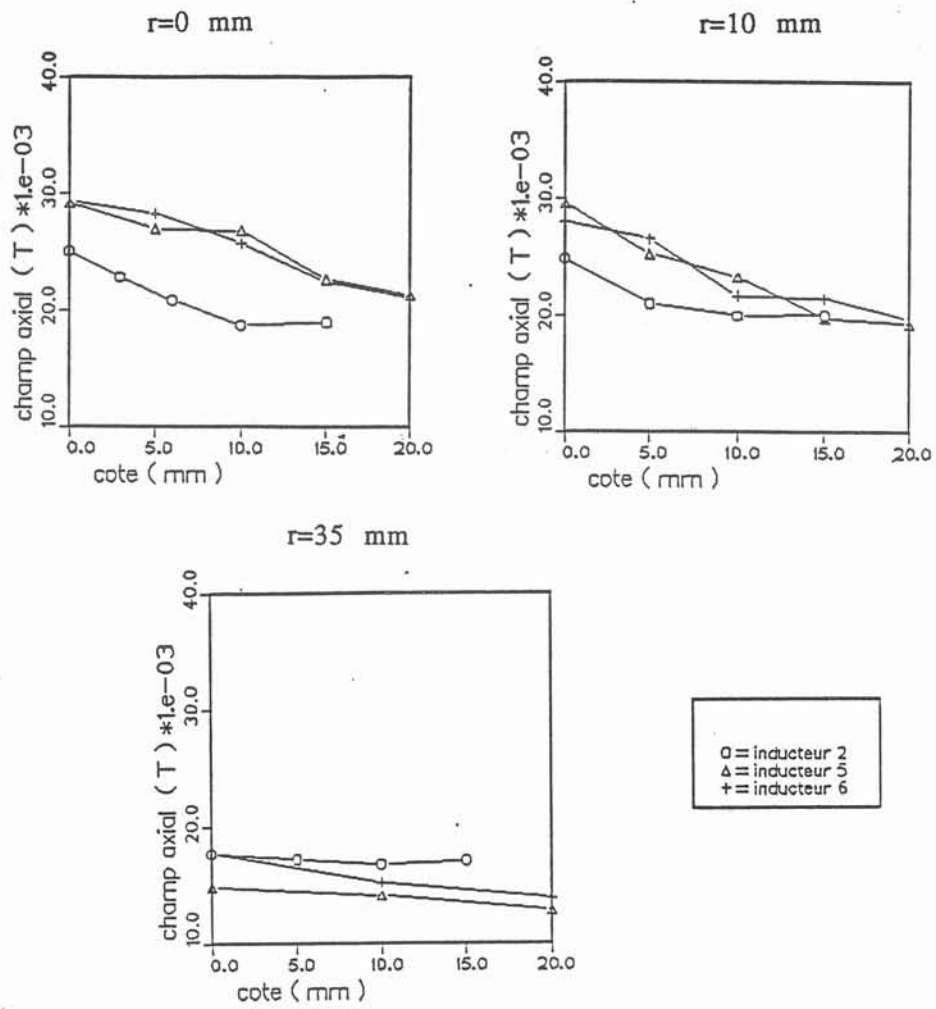 r=0 mm
champ axial (T) *1.e-03
40.0
30.0
20.0
10.0
0.0 5.0 10.0 15.0 20.0
cote (mm)
r=10 mm
champ axial (T) *1.e-03
40.0
30.0
20.0
10.0
0.0 5.0 10.0 15.0 20.0
cote (mm)
r=35 mm
champ axial (T) *1.e-03
40.0
30.0
20.0
10.0
0.0 5.0 10.0 15.0 20.0
cote (mm)
= inducteur 2
= inducteur 5
= inducteur 6